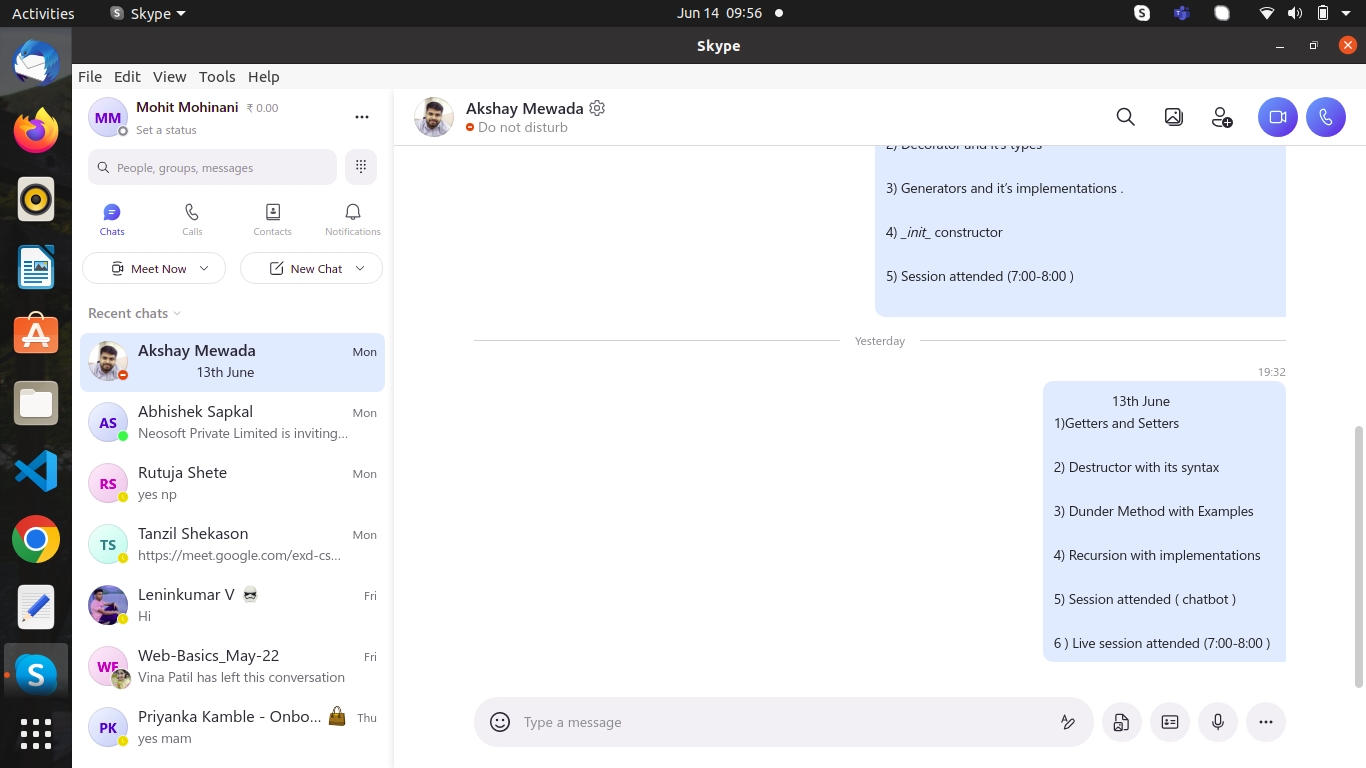 Activities
Skype
Jun 14 09:56
Skype
File Edit View Tools Help
MM
Mohit Mohinani ₹ 0.00
Set a status
People, groups, messages
Chats
Calls
Contacts
Notifications
Meet Now
New Chat
Recent chats
Akshay Mewada Mon
13th June
AS
Abhishek Sapkal Mon
Neosoft Private Limited is inviting...
RS
Rutuja Shete Mon
yes np
TS
Tanzil Shekason Mon
https://meet.google.com/exd-cs...
Leninkumar V Fri
Hi
WE
Web-Basics_May-22 Fri
Vina Patil has left this conversation
PK
Priyanka Kamble - Onbo... Thu
yes mam
Akshay Mewada
Do not disturb
2) Decorator and it's types
3) Generators and it's implementations .
4) _init_ constructor
5) Session attended (7:00-8:00 )
Yesterday
19:32
13th June
1)Getters and Setters
2) Destructor with its syntax
3) Dunder Method with Examples
4) Recursion with implementations
5) Session attended ( chatbot )
6 ) Live session attended (7:00-8:00 )
Type a message